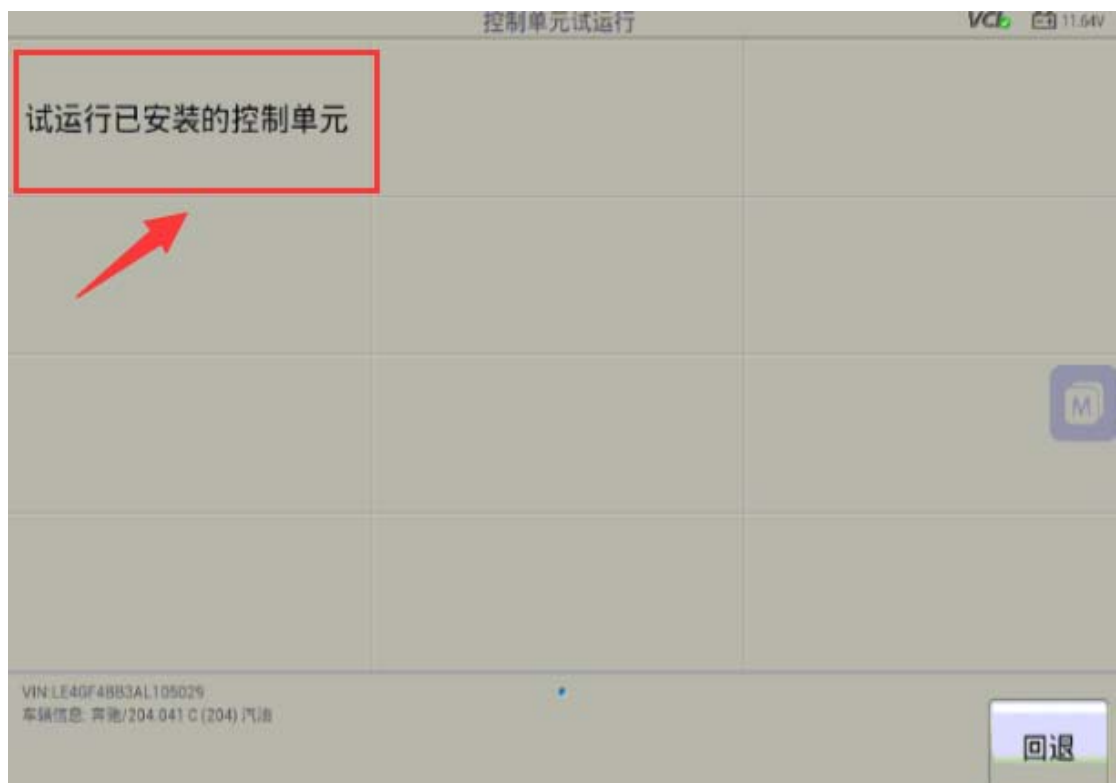 控制单元试运行
VCI 11.64V
试运行已安装的控制单元
M
VIN:LE4GF4BB3AL105029
车辆信息: 奔驰/204.041 C (204) 汽油
回退